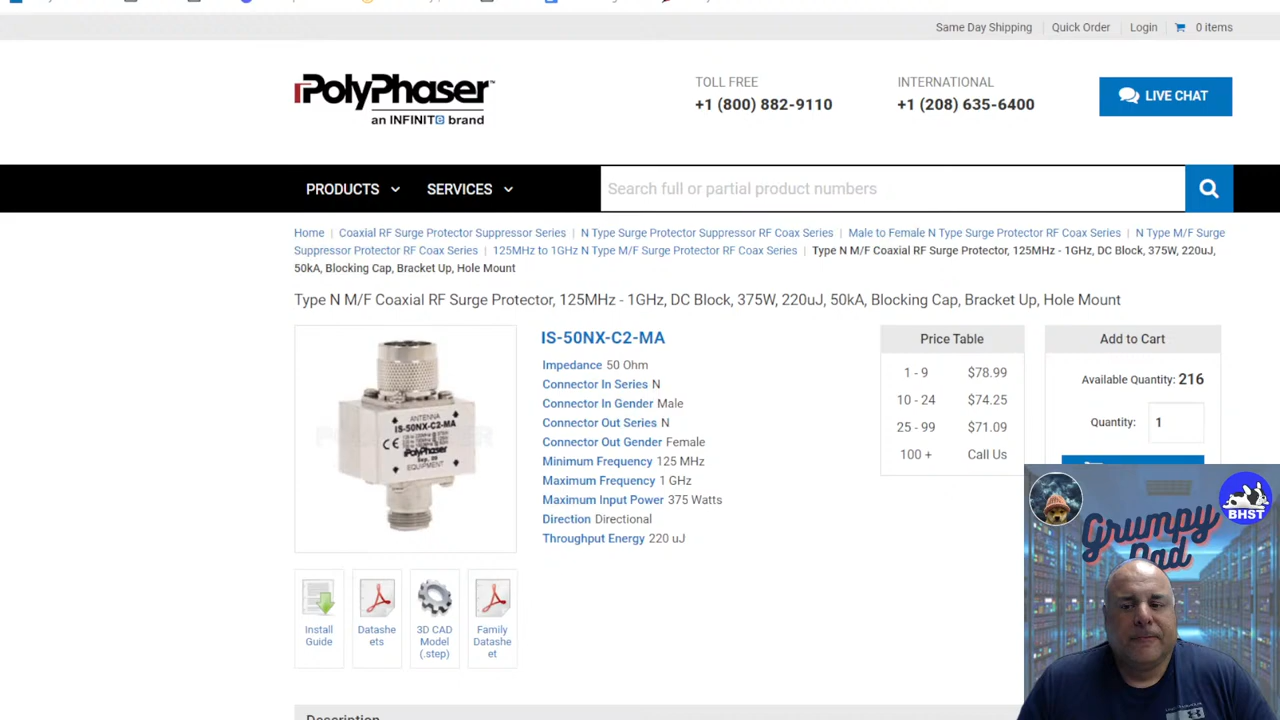 Same Day Shipping Quick Order Login 0 items
PolyPhaser™
an INFINIT@ brand
TOLL FREE
+1 (800) 882-9110
INTERNATIONAL
+1 (208) 635-6400
LIVE CHAT
PRODUCTS SERVICES Search full or partial product numbers
Home | Coaxial RF Surge Protector Suppressor Series | N Type Surge Protector Suppressor RF Coax Series | Male to Female N Type Surge Protector RF Coax Series | N Type M/F Surge
Suppressor Protector RF Coax Series | 125MHz to 1GHz N Type M/F Surge Protector RF Coax Series | Type N M/F Coaxial RF Surge Protector, 125MHz - 1GHz, DC Block, 375W, 220uJ,
50kA, Blocking Cap, Bracket Up, Hole Mount
Type N M/F Coaxial RF Surge Protector, 125MHz - 1GHz, DC Block, 375W, 220uJ, 50kA, Blocking Cap, Bracket Up, Hole Mount
ANTENNA
IS-50NX-C2-MA
CE
PolyPhaser
EQUIPMENT
IS-50NX-C2-MA
Impedance 50 Ohm
Connector In Series N
Connector In Gender Male
Connector Out Series N
Connector Out Gender Female
Minimum Frequency 125 MHz
Maximum Frequency 1 GHz
Maximum Input Power 375 Watts
Direction Directional
Throughput Energy 220 uJ
Price Table
1 - 9 $78.99
10 - 24 $74.25
25 - 99 $71.09
100 + Call Us
Add to Cart
Available Quantity: 216
Quantity: 1
Install
Guide
Datashe
ets
3D CAD
Model
(.step)
Family
Datashe
et
Description
BHST
Grumpy
Dad